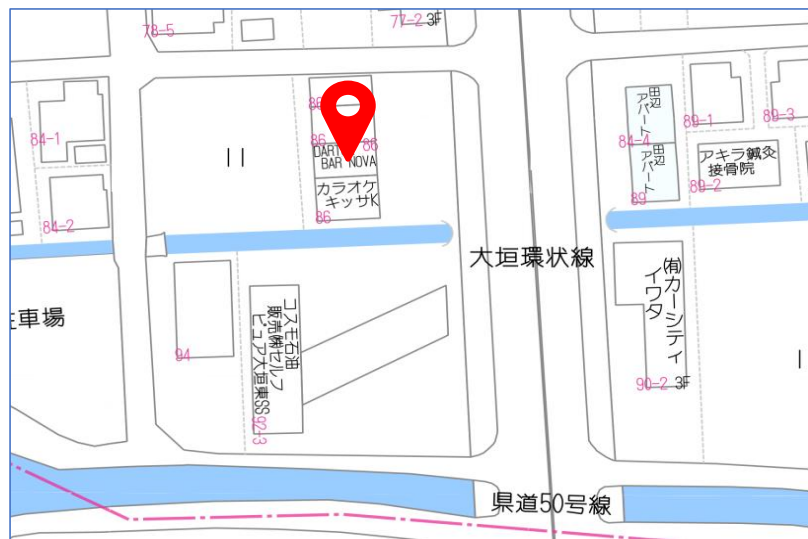 78-5
77-2 3F
86
86
86
DART
BAR NOVA
カラオケ
キッサK
86
84-1
84-2
田辺
アパート
84-4
田辺
アパート
89
89-1
89-3
アキラ鍼灸
接骨院
89-2
大垣環状線
㈲カーシティ
イワタ
90-2 3F
車場
94
コスモ石油
販売㈱セルフ
ピュア大垣東SS
92-3
県道50号線